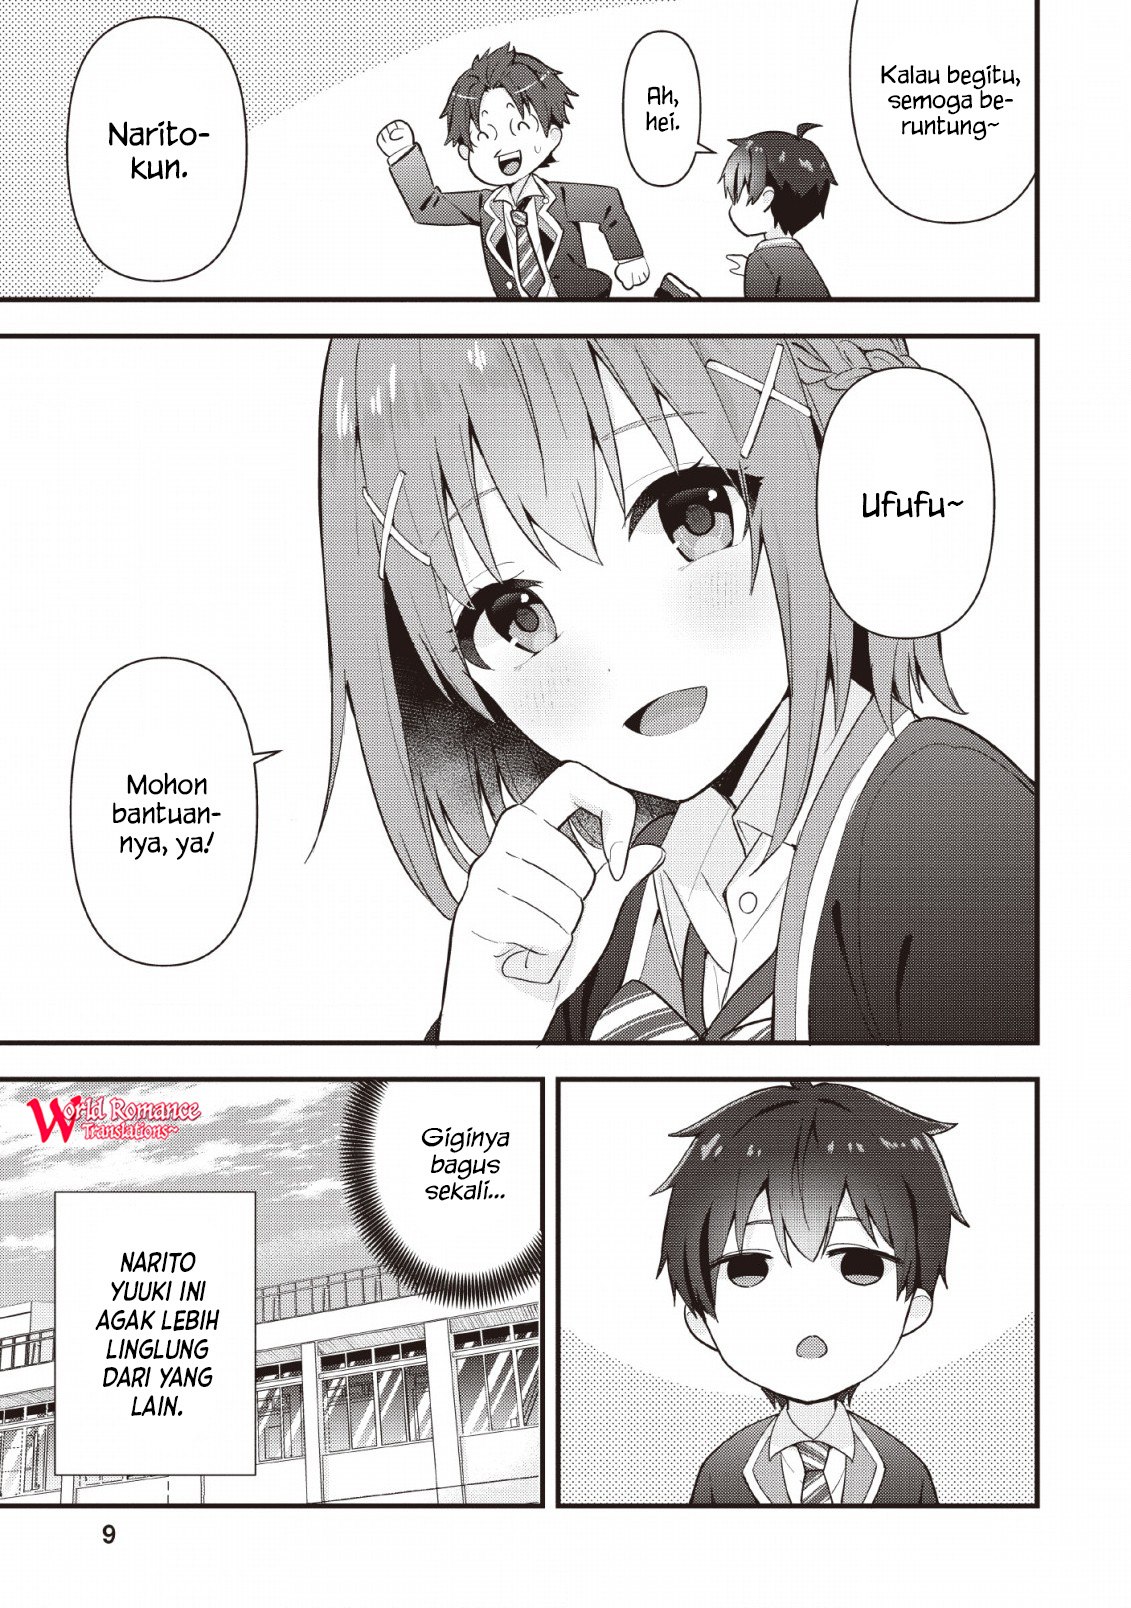 Kalau begitu,
semoga be-
runtung~
Ah,
hei.
Narito-
kun.
Ufufu~
Mohon
bantuan-
nya, ya!
Giginya
bagus
sekali...
World Romance
Translations~
NARITO
YUUKI INI
AGAK LEBIH
LINGLUNG
DARI YANG
LAIN.
9